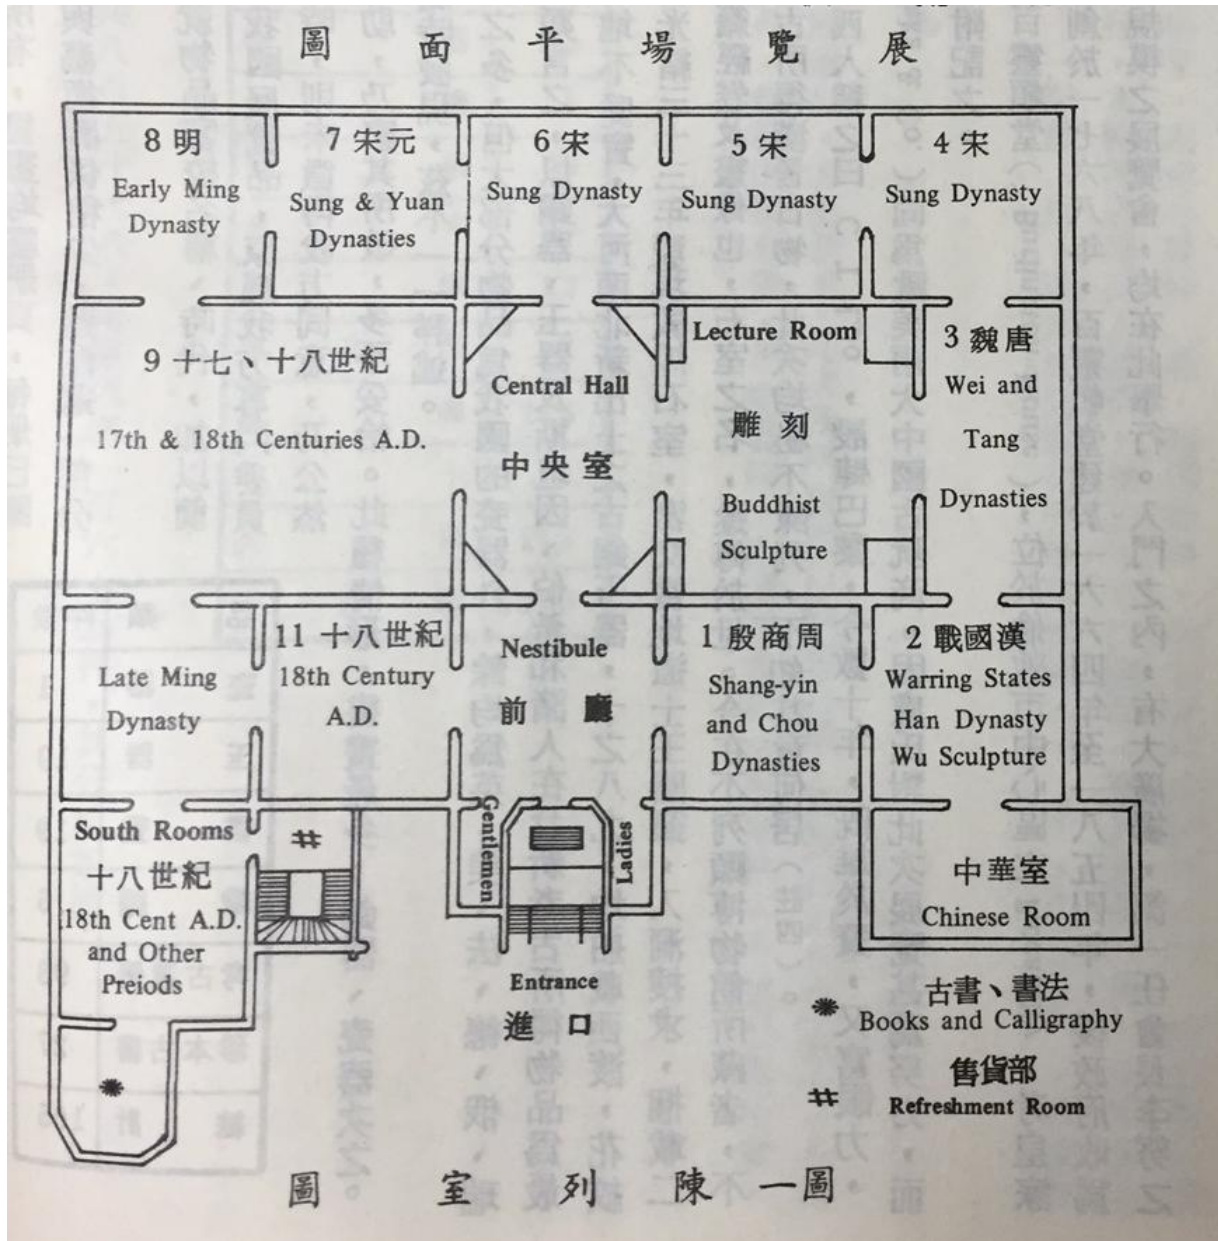 圖 面 平 場 覽 展
8 明
Early Ming
Dynasty
7 宋元
Sung & Yuan
Dynasties
6 宋
Sung Dynasty
5 宋
Sung Dynasty
4 宋
Sung Dynasty
9 十七、十八世紀
17th & 18th Centuries A.D.
Central Hall
中央室
Lecture Room
雕 刻
Buddhist
Sculpture
3 魏唐
Wei and
Tang
Dynasties
Late Ming
Dynasty
11 十八世紀
18th Century
A.D.
Nestibule
前 廳
1 殷商周
Shang-yin
and Chou
Dynasties
2 戰國漢
Warring States
Han Dynasty
Wu Sculpture
South Rooms
十八世紀
18th Cent A.D.
and Other
Preiods
Gentlemen
Ladies
中華室
Chinese Room
Entrance
進 口
古書、書法
Books and Calligraphy
售貨部
Refreshment Room
圖 室 列 陳 一圖